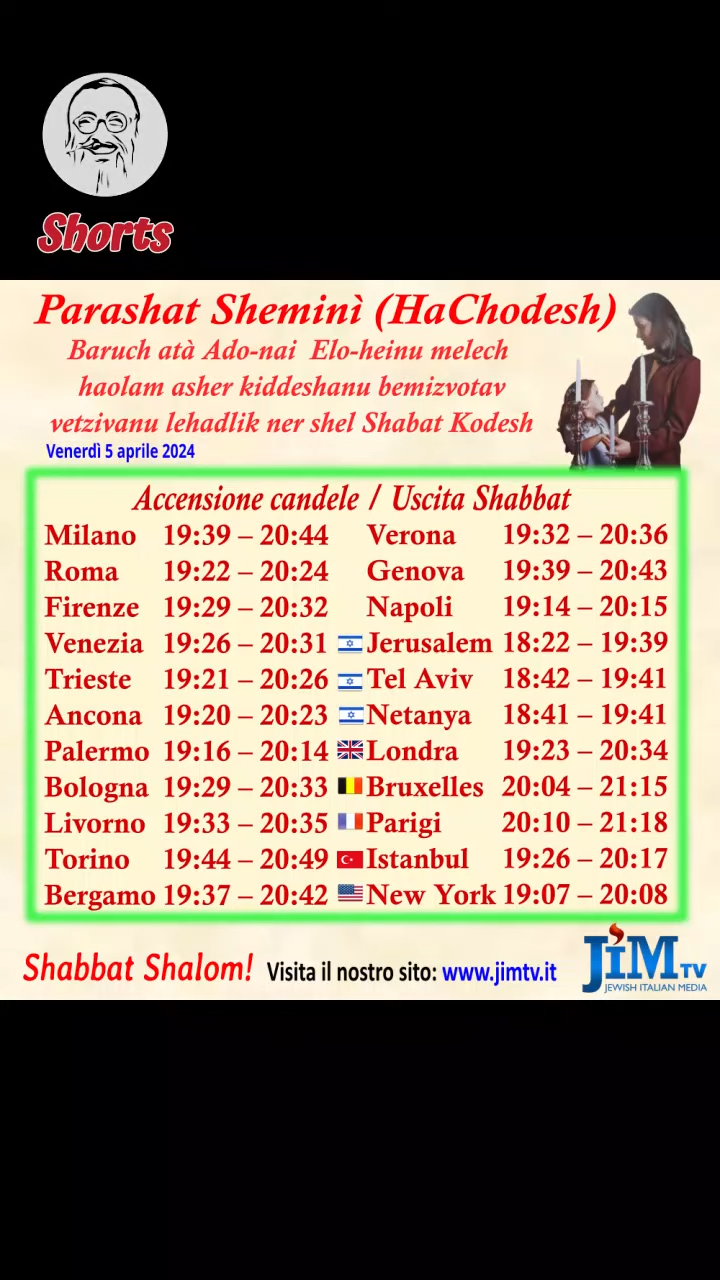 Shorts
Parashat Sheminì (HaChodesh)
Baruch atà Ado-nai Elo-heinu melech
haolam asher kiddeshanu bemizvotav
vetzivanu lehadlik ner shel Shabat Kodesh
Venerdì 5 aprile 2024
Accensione candele / Uscita Shabbat
Milano 19:39 – 20:44 Verona 19:32 – 20:36
Roma 19:22 – 20:24 Genova 19:39 – 20:43
Firenze 19:29 – 20:32 Napoli 19:14 – 20:15
Venezia 19:26 – 20:31 Jerusalem 18:22 – 19:39
Trieste 19:21 – 20:26 Tel Aviv 18:42 – 19:41
Ancona 19:20 – 20:23 Netanya 18:41 – 19:41
Palermo 19:16 – 20:14 Londra 19:23 – 20:34
Bologna 19:29 – 20:33 Bruxelles 20:04 – 21:15
Livorno 19:33 – 20:35 Parigi 20:10 – 21:18
Torino 19:44 – 20:49 Istanbul 19:26 – 20:17
Bergamo 19:37 – 20:42 New York 19:07 – 20:08
Shabbat Shalom! Visita il nostro sito: www.jimtv.it
JiM TV
JEWISH ITALIAN MEDIA